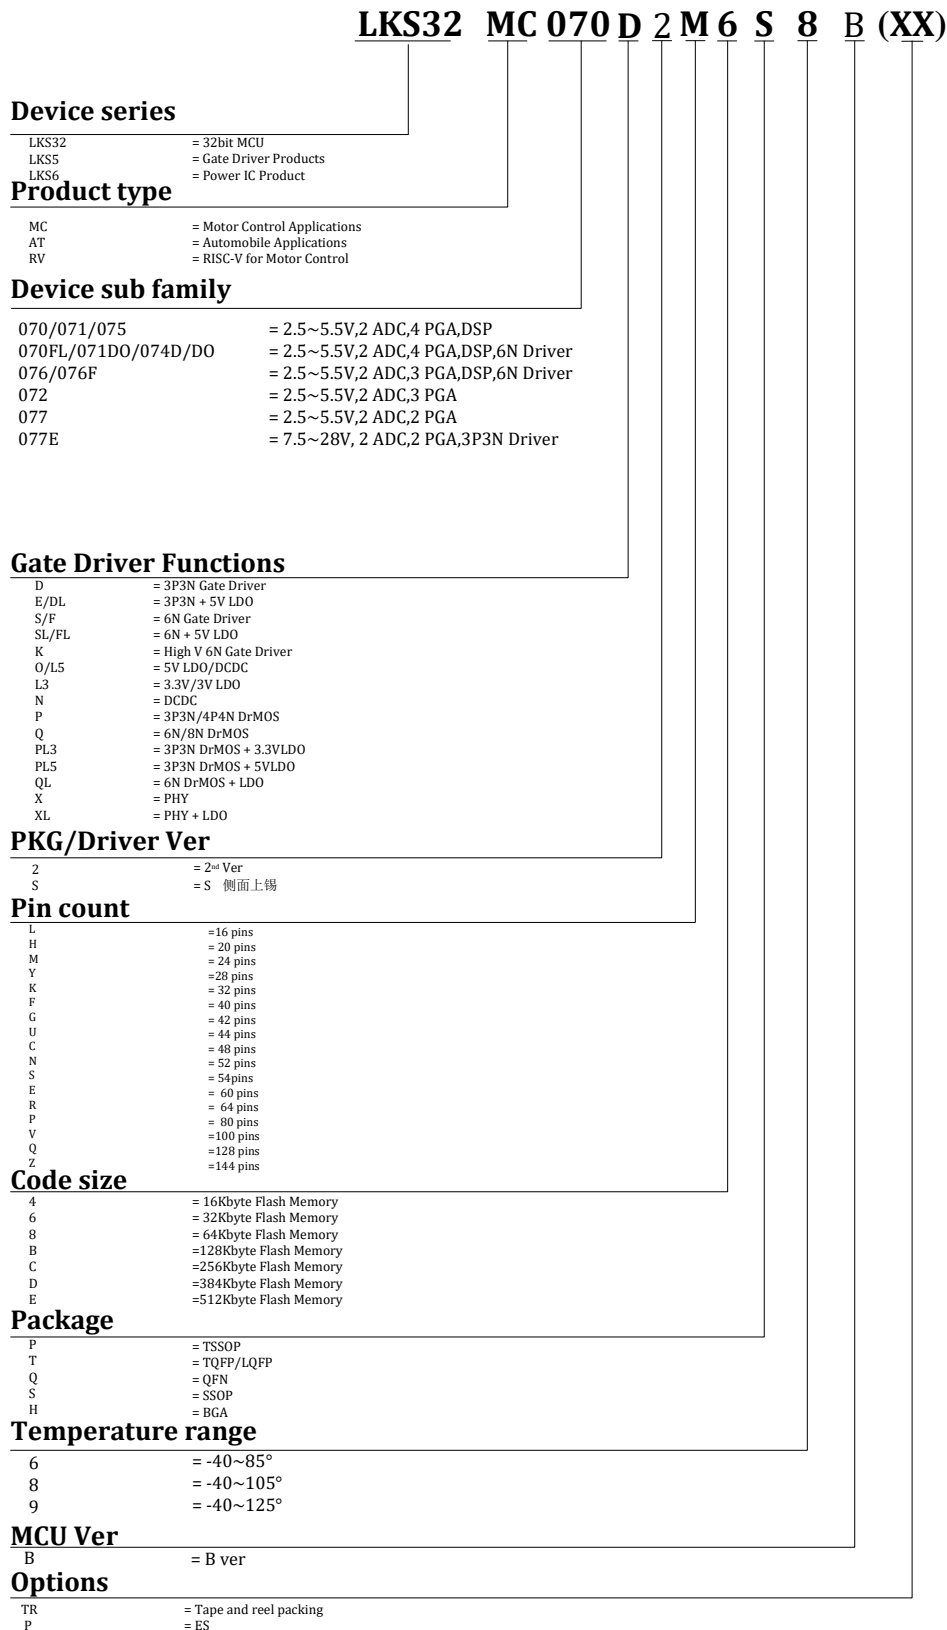 LKS32 MC 070 D 2 M 6 S 8 B (XX)
Device series
LKS32 = 32bit MCU
LKS5 = Gate Driver Products
LKS6 = Power IC Product
Product type
MC = Motor Control Applications
AT = Automobile Applications
RV = RISC-V for Motor Control
Device sub family
070/071/075 = 2.5~5.5V,2 ADC,4 PGA,DSP
070FL/071DO/074D/DO = 2.5~5.5V,2 ADC,4 PGA,DSP,6N Driver
076/076F = 2.5~5.5V,2 ADC,3 PGA,DSP,6N Driver
072 = 2.5~5.5V,2 ADC,3 PGA
077 = 2.5~5.5V,2 ADC,2 PGA
077E = 7.5~28V, 2 ADC,2 PGA,3P3N Driver
Gate Driver Functions
D = 3P3N Gate Driver
E/DL = 3P3N + 5V LDO
S/F = 6N Gate Driver
SL/FL = 6N + 5V LDO
K = High V 6N Gate Driver
O/L5 = 5V LDO/DCDC
L3 = 3.3V/3V LDO
N = DCDC
P = 3P3N/4P4N DrMOS
Q = 6N/8N DrMOS
PL3 = 3P3N DrMOS + 3.3VLDO
PL5 = 3P3N DrMOS + 5VLDO
QL = 6N DrMOS + LDO
X = PHY
XL = PHY + LDO
PKG/Driver Ver
2 = 2nd Ver
S = S 侧面上锡
Pin count
L =16 pins
H = 20 pins
M = 24 pins
Y =28 pins
K = 32 pins
F = 40 pins
G = 42 pins
U = 44 pins
C = 48 pins
N = 52 pins
S = 54pins
E = 60 pins
R = 64 pins
P = 80 pins
V =100 pins
Q =128 pins
Z =144 pins
Code size
4 = 16Kbyte Flash Memory
6 = 32Kbyte Flash Memory
8 = 64Kbyte Flash Memory
B =128Kbyte Flash Memory
C =256Kbyte Flash Memory
D =384Kbyte Flash Memory
E =512Kbyte Flash Memory
Package
P = TSSOP
T = TQFP/LQFP
Q = QFN
S = SSOP
H = BGA
Temperature range
6 = -40~85°
8 = -40~105°
9 = -40~125°
MCU Ver
B = B ver
Options
TR = Tape and reel packing
P = ES